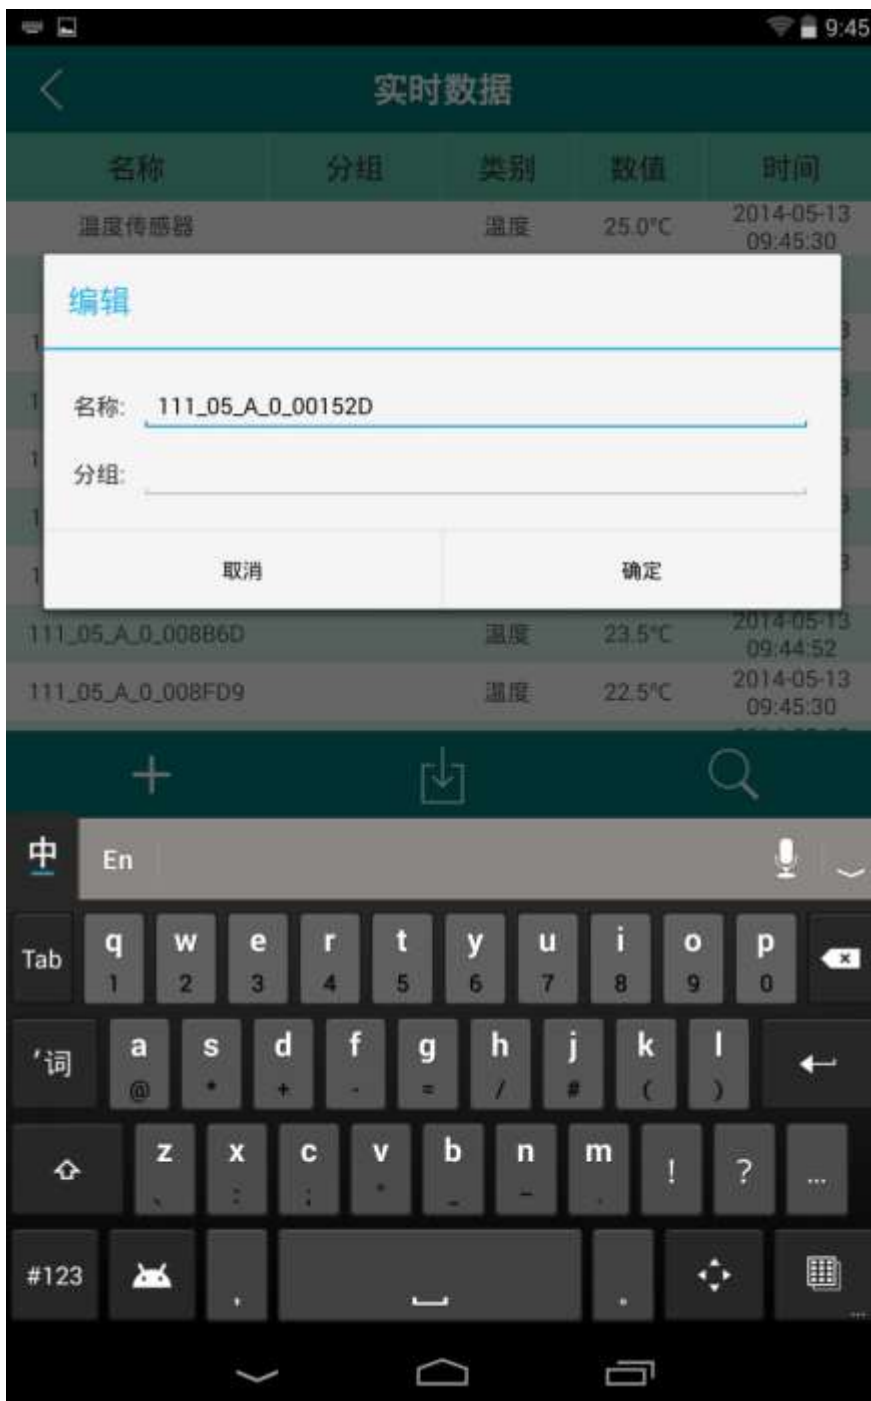 9:45
实时数据
名称 分组 类别 数值 时间
温度传感器 温度 25.0°C 2014-05-13
09:45:30
编辑
名称: 111_05_A_0_00152D
分组:
取消 确定
111_05_A_0_008B6D 温度 23.5°C 2014-05-13
09:44:52
111_05_A_0_008FD9 温度 22.5°C 2014-05-13
09:45:30
中 En
Tab q w e r t y u i o p
1 2 3 4 5 6 7 8 9 0
'词 a s d f g h j k l
@ * + - = / # ( )
z x c v b n m ! ? ...
#123 , 。